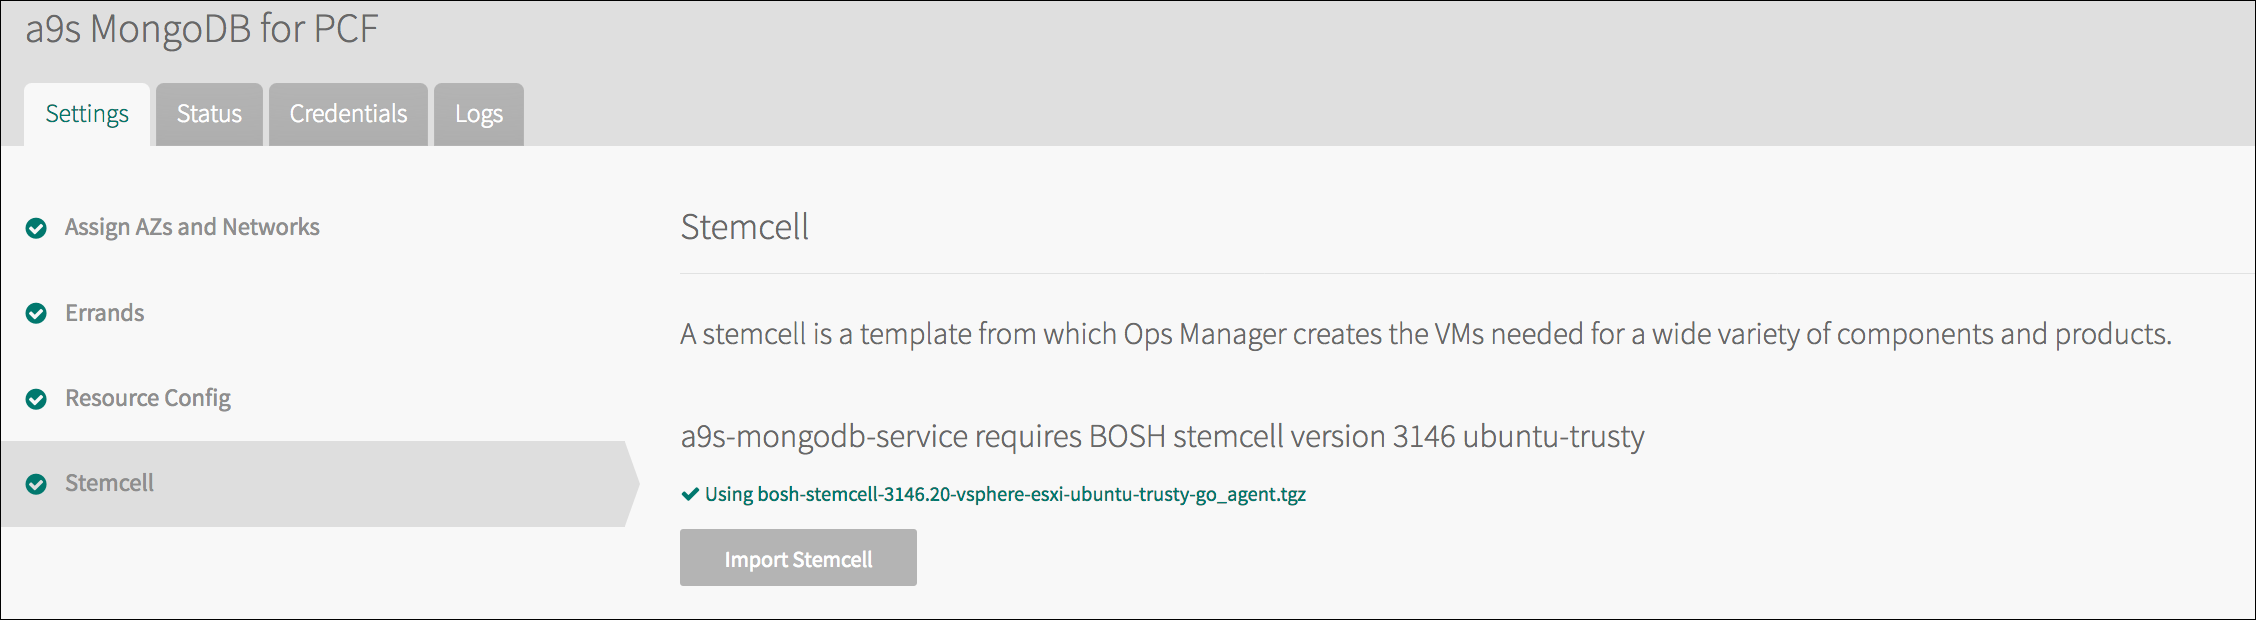 a9s MongoDB for PCF
Settings
Status
Credentials
Logs
Assign AZs and Networks
Errands
Resource Config
Stemcell
Stemcell
A stemcell is a template from which Ops Manager creates the VMs needed for a wide variety of components and products.
a9s-mongodb-service requires BOSH stemcell version 3146 ubuntu-trusty
Using bosh-stemcell-3146.20-vsphere-esxi-ubuntu-trusty-go_agent.tgz
Import Stemcell